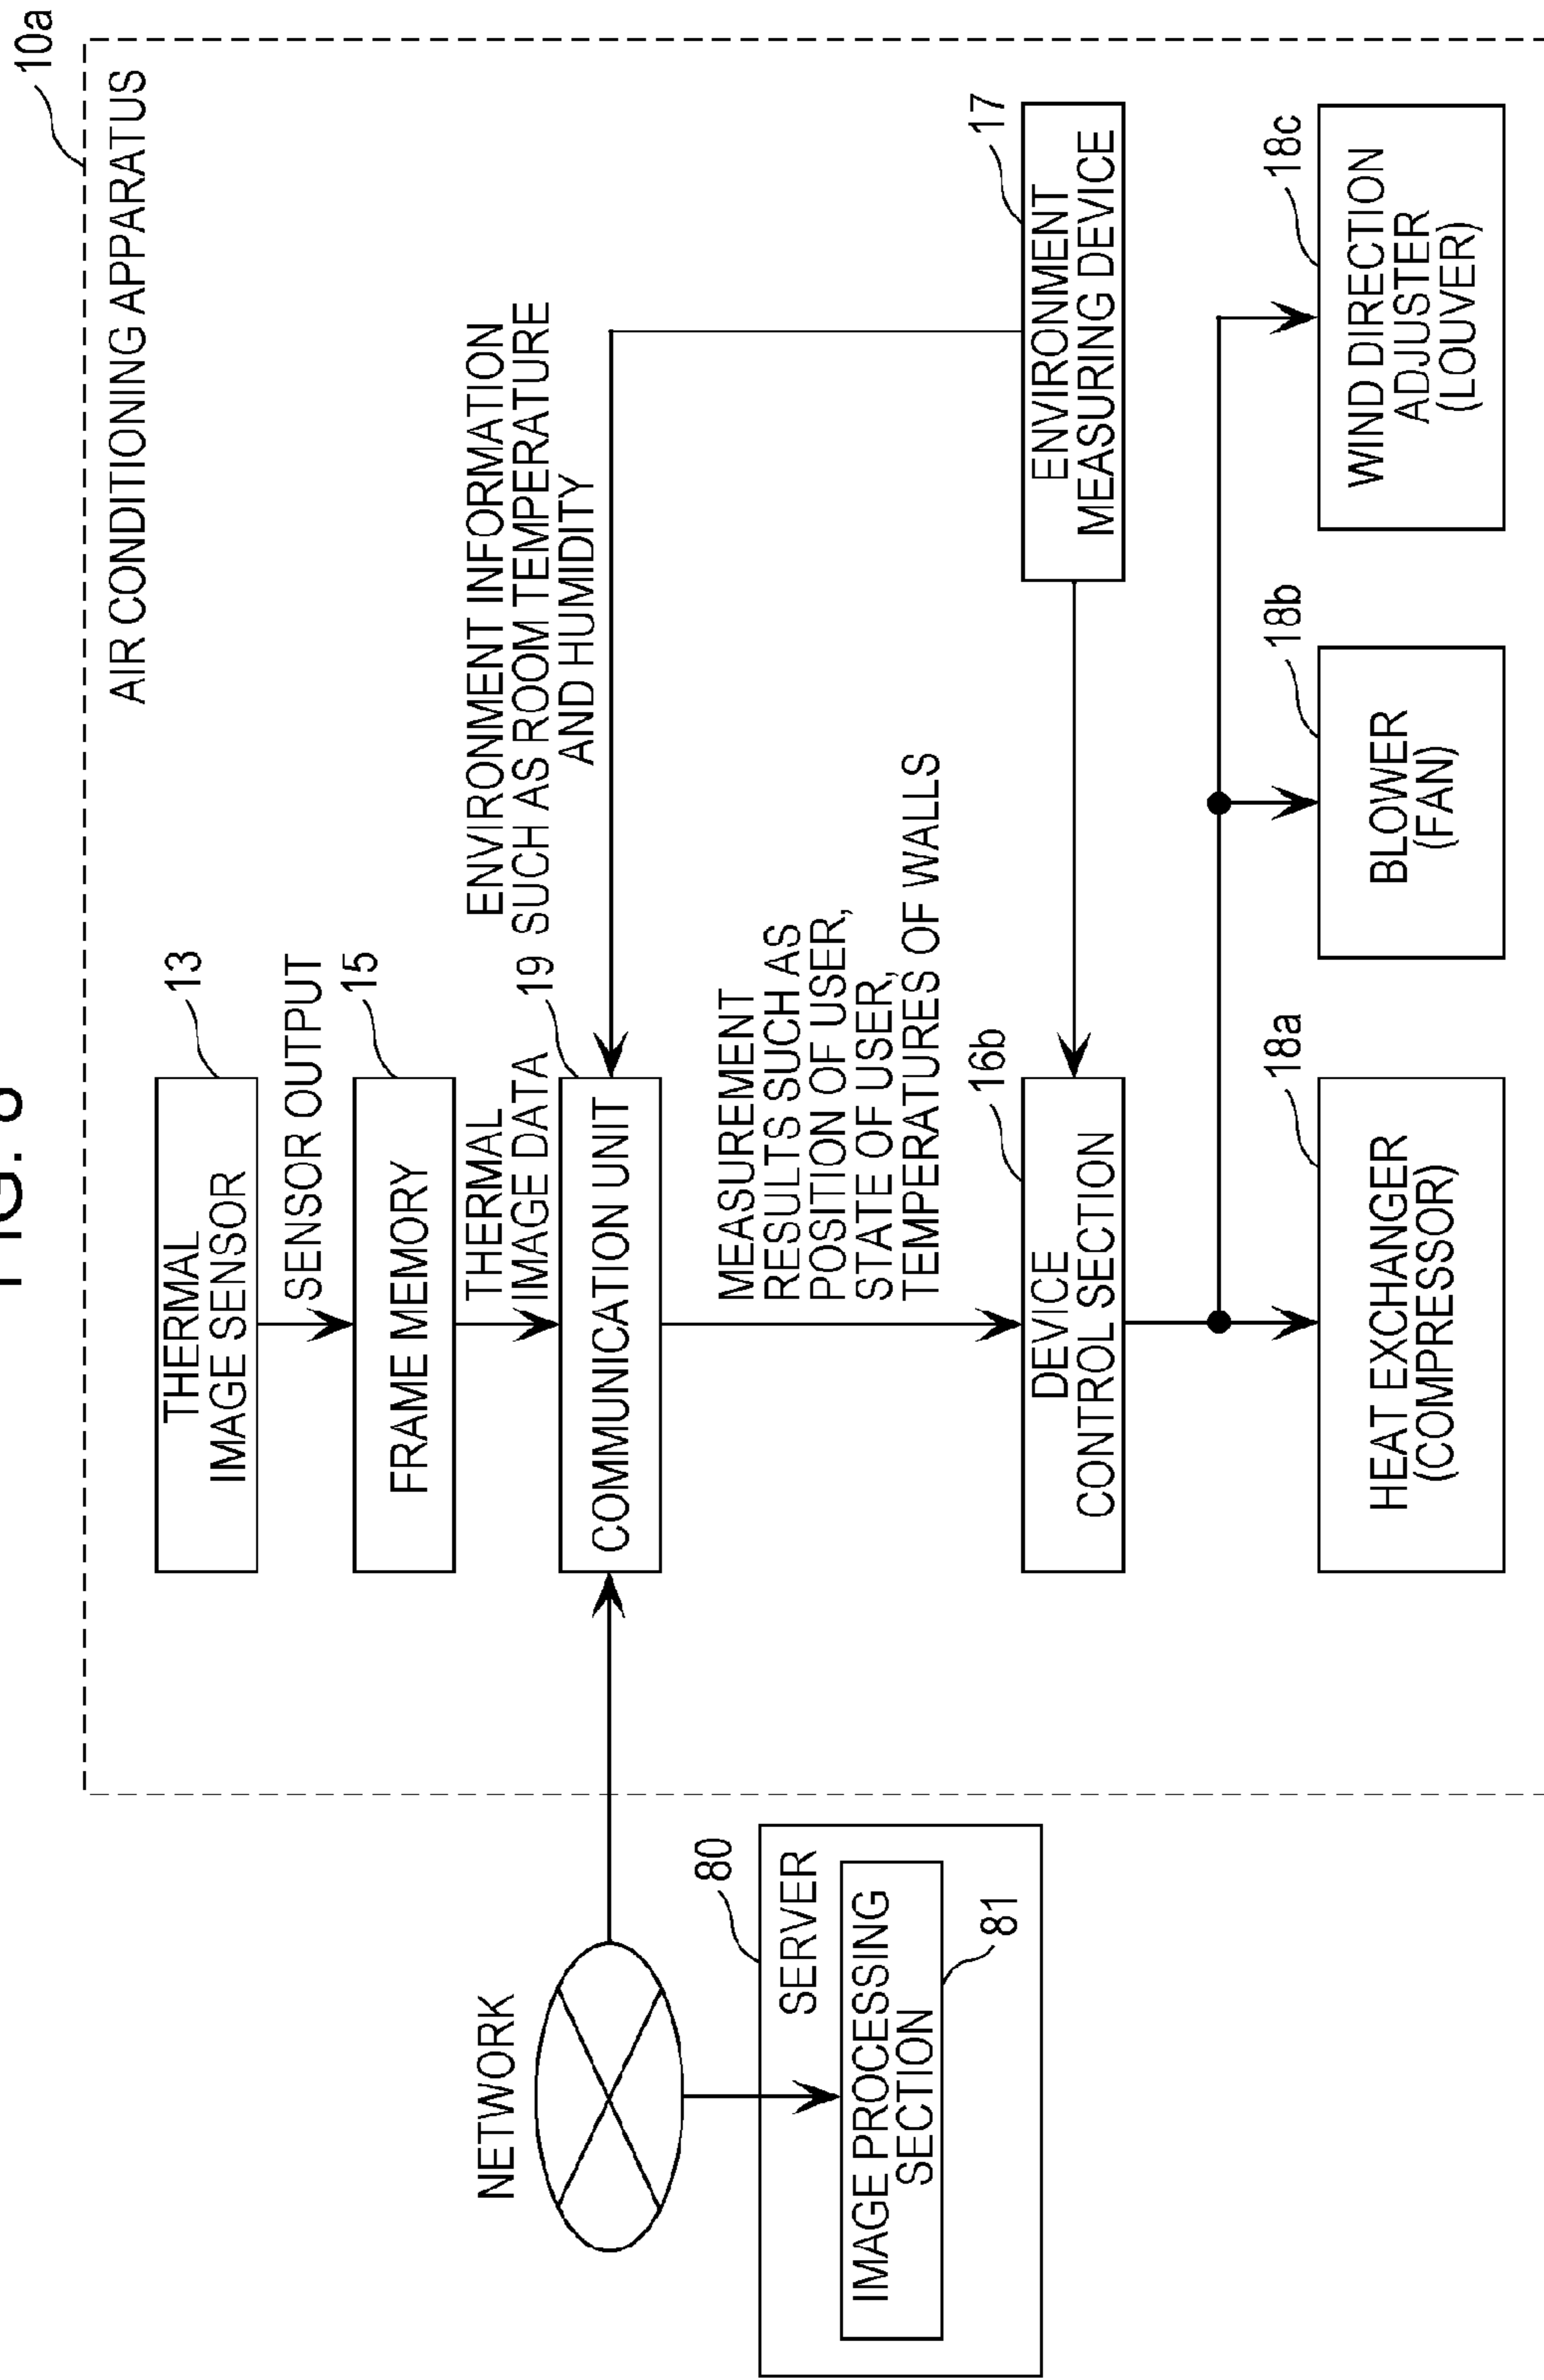 10a
AIR CONDITIONING APPARATUS
THERMAL
IMAGE SENSOR
13
SENSOR OUTPUT
FRAME MEMORY
15
THERMAL
IMAGE DATA
ENVIRONMENT INFORMATION
SUCH AS ROOM TEMPERATURE
AND HUMIDITY
19
COMMUNICATION UNIT
NETWORK
80
SERVER
IMAGE PROCESSING
SECTION
81
MEASUREMENT
RESULTS SUCH AS
POSITION OF USER,
STATE OF USER,
TEMPERATURES OF WALLS
16b
DEVICE
CONTROL SECTION
17
ENVIRONMENT
MEASURING DEVICE
18a
HEAT EXCHANGER
(COMPRESSOR)
18b
BLOWER
(FAN)
18c
WIND DIRECTION
ADJUSTER
(LOUVER)